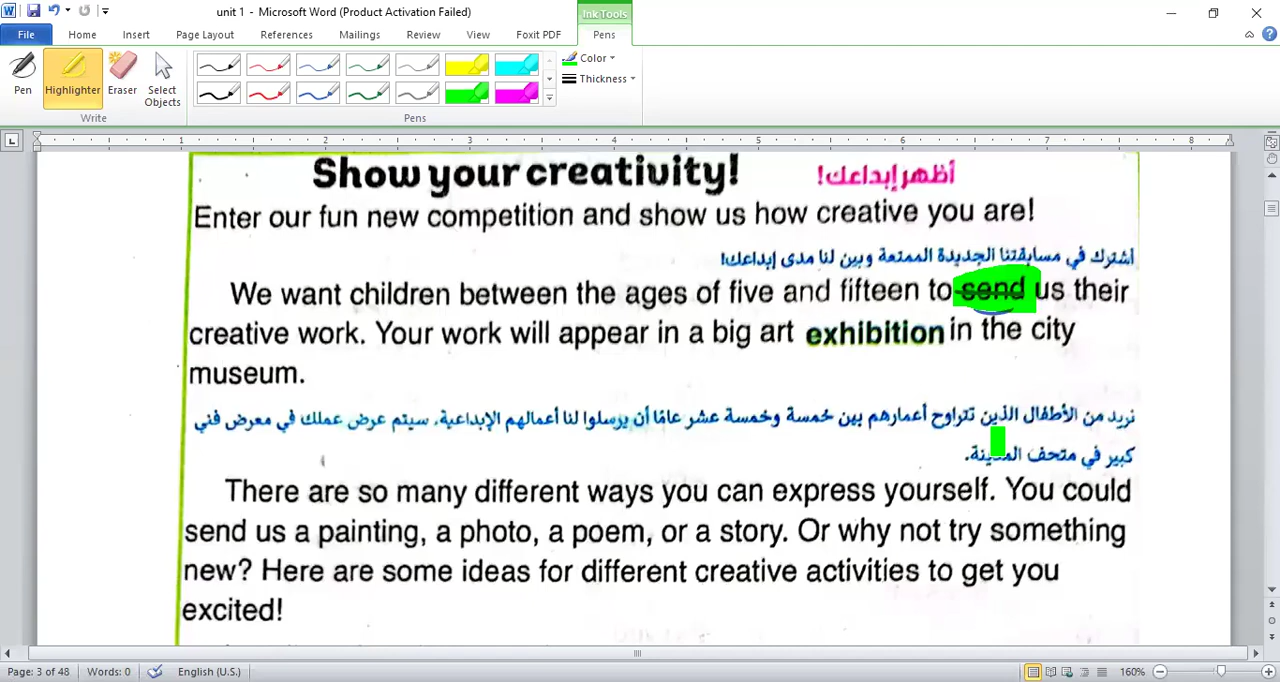 unit 1 - Microsoft Word (Product Activation Failed)
Ink Tools
File Home Insert Page Layout References Mailings Review View Foxit PDF Pens
Pen Highlighter Eraser Select Objects
Color
Thickness
Write
Pens
1 2 3 4 5 6 7 8
Show your creativity! أظهر إبداعك!
Enter our fun new competition and show us how creative you are!
أشترك في مسابقتنا الجديدة الممتعة وبين لنا مدى إبداعك!
We want children between the ages of five and fifteen to send us their
creative work. Your work will appear in a big art exhibition in the city
museum.
نريد من الأطفال الذين تتراوح أعمارهم بين خمسة وخمسة عشر عامًا أن يرسلوا لنا أعمالهم الإبداعية، سيتم عرض عملك في معرض فني
كبير في متحف المدينة.
There are so many different ways you can express yourself. You could
send us a painting, a photo, a poem, or a story. Or why not try something
new? Here are some ideas for different creative activities to get you
excited!
Page: 3 of 48 Words: 0 English (U.S.) 160%